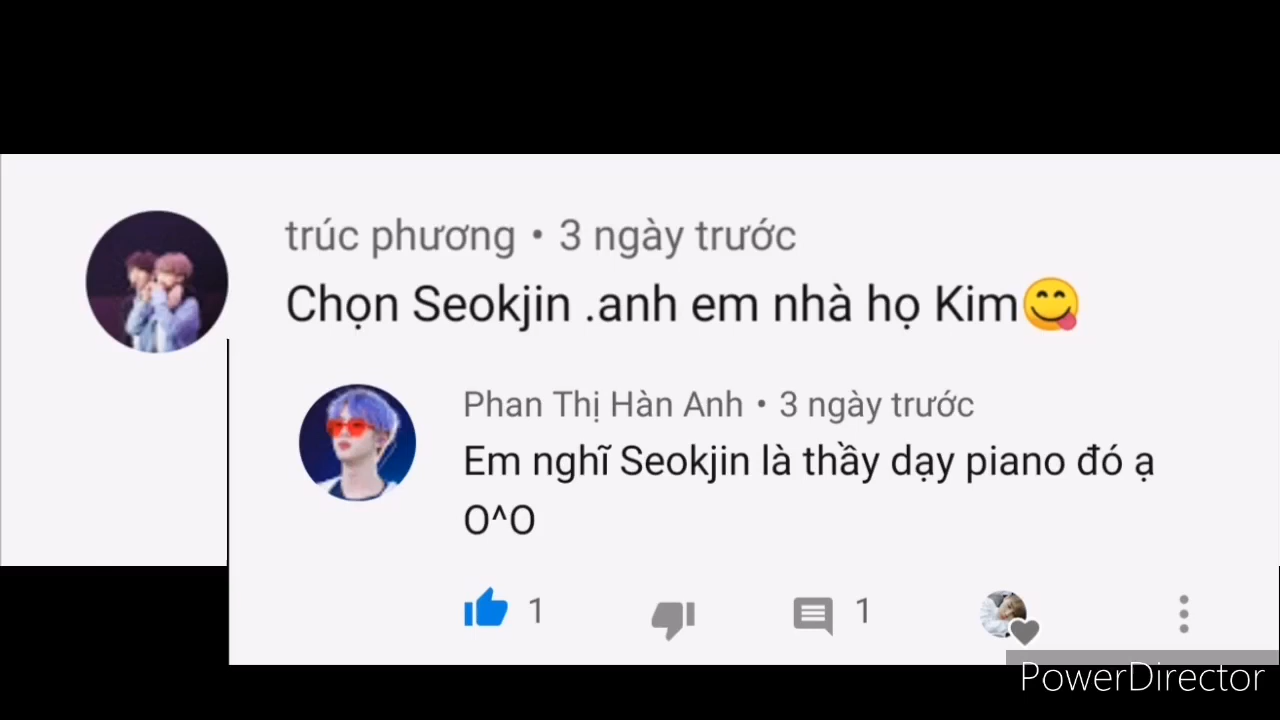 trúc phương • 3 ngày trước
Chọn Seokjin .anh em nhà họ Kim😋
Phan Thị Hàn Anh • 3 ngày trước
Em nghĩ Seokjin là thầy dạy piano đó ạ
O^O
1 1
PowerDirector